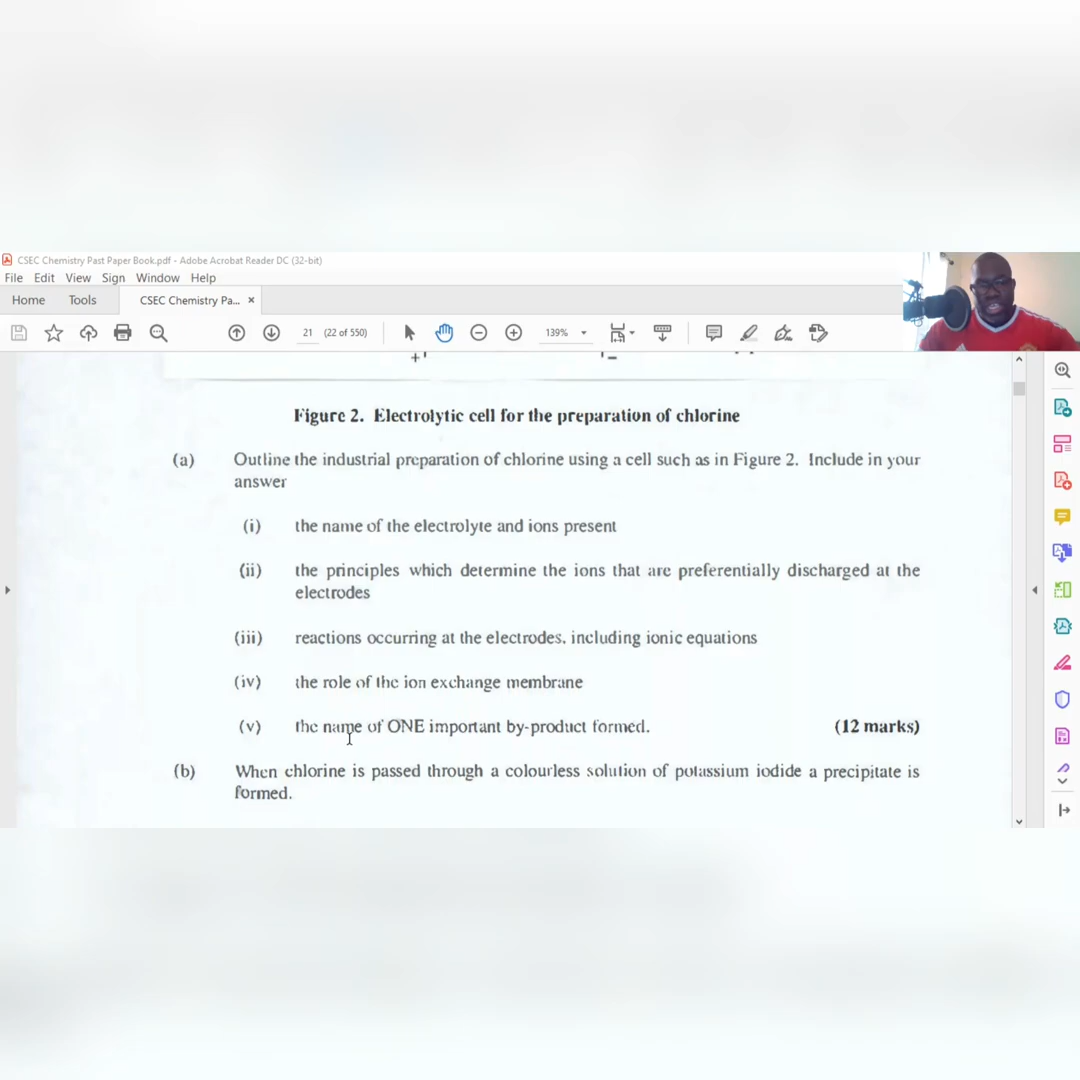 CSEC Chemistry Past Paper Book.pdf - Adobe Acrobat Reader DC (32-bit)
File Edit View Sign Window Help
Home Tools CSEC Chemistry Pa... ×
21 (22 of 550) 139%
Figure 2. Electrolytic cell for the preparation of chlorine
(a) Outline the industrial preparation of chlorine using a cell such as in Figure 2. Include in your
answer
(i) the name of the electrolyte and ions present
(ii) the principles which determine the ions that are preferentially discharged at the
electrodes
(iii) reactions occurring at the electrodes, including ionic equations
(iv) the role of the ion exchange membrane
(v) the name of ONE important by-product formed. (12 marks)
(b) When chlorine is passed through a colourless solution of potassium iodide a precipitate is
formed.